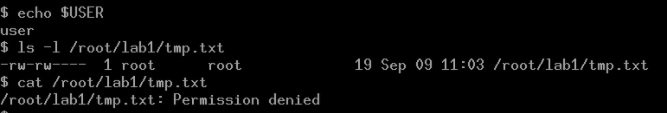 $ echo $USER
user
$ ls -l /root/lab1/tmp.txt
-rw-rw---- 1 root root 19 Sep 09 11:03 /root/lab1/tmp.txt
$ cat /root/lab1/tmp.txt
/root/lab1/tmp.txt: Permission denied